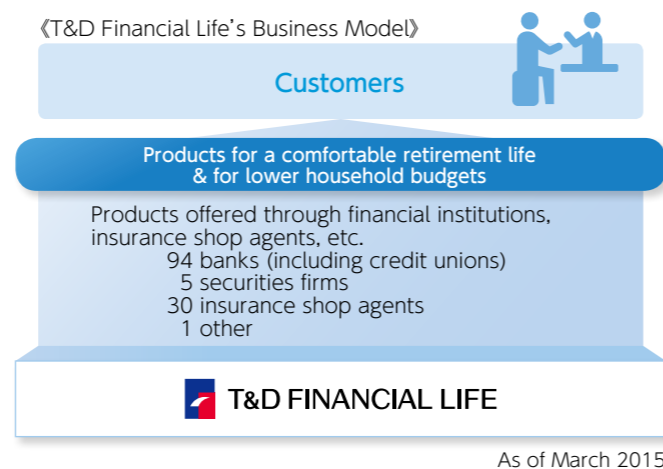 《T&D Financial Life's Business Model》
Customers
Products for a comfortable retirement life
& for lower household budgets
Products offered through financial institutions,
insurance shop agents, etc.
94 banks (including credit unions)
5 securities firms
30 insurance shop agents
1 other
T&D FINANCIAL LIFE
As of March 2015